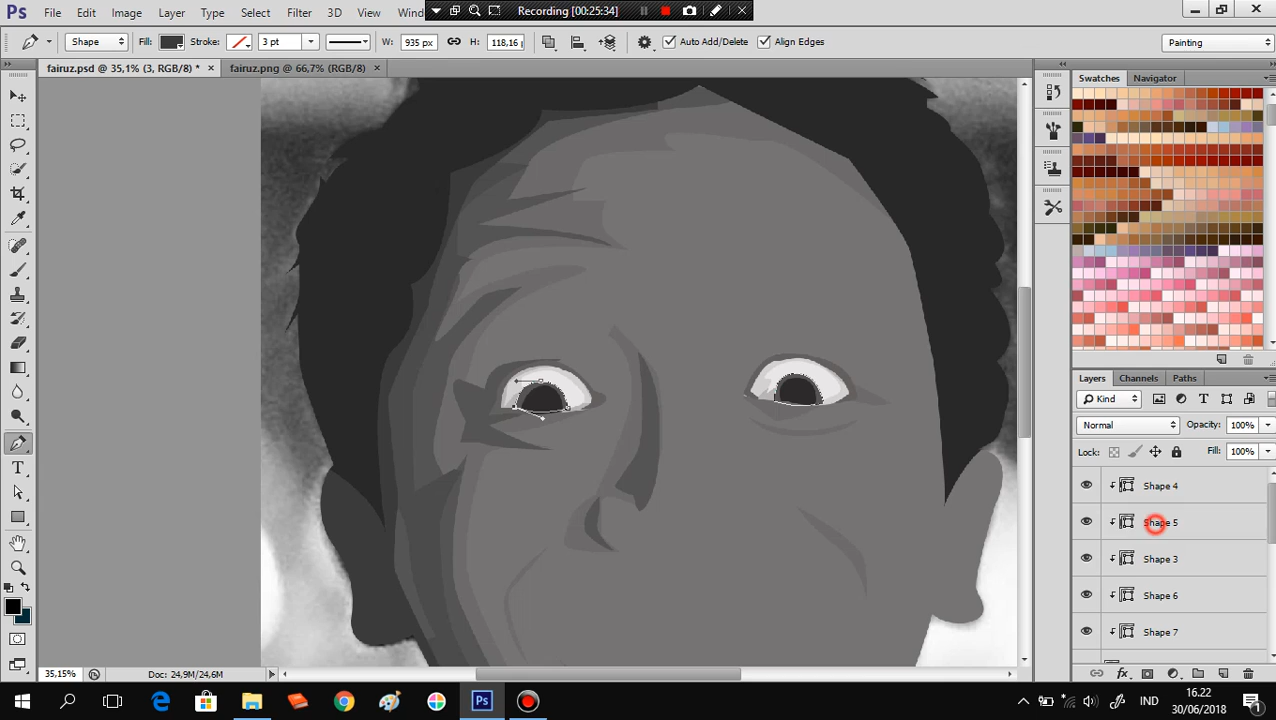 Ps File Edit Image Layer Type Select Filter 3D View Wind
Recording [00:25:34]
Shape Fill: Stroke: 3 pt W: 935 px H: 118,16 p Auto Add/Delete Align Edges Painting
fairuz.psd @ 35,1% (3, RGB/8) * × fairuz.png @ 66,7% (RGB/8) ×
Swatches Navigator
Layers Channels Paths
Kind
Normal Opacity: 100%
Lock: Fill: 100%
Shape 4
Shape 5
Shape 3
Shape 6
Shape 7
fx
35,15% Doc: 24,9M/24,6M
Ps IND 16.22
30/06/2018
1